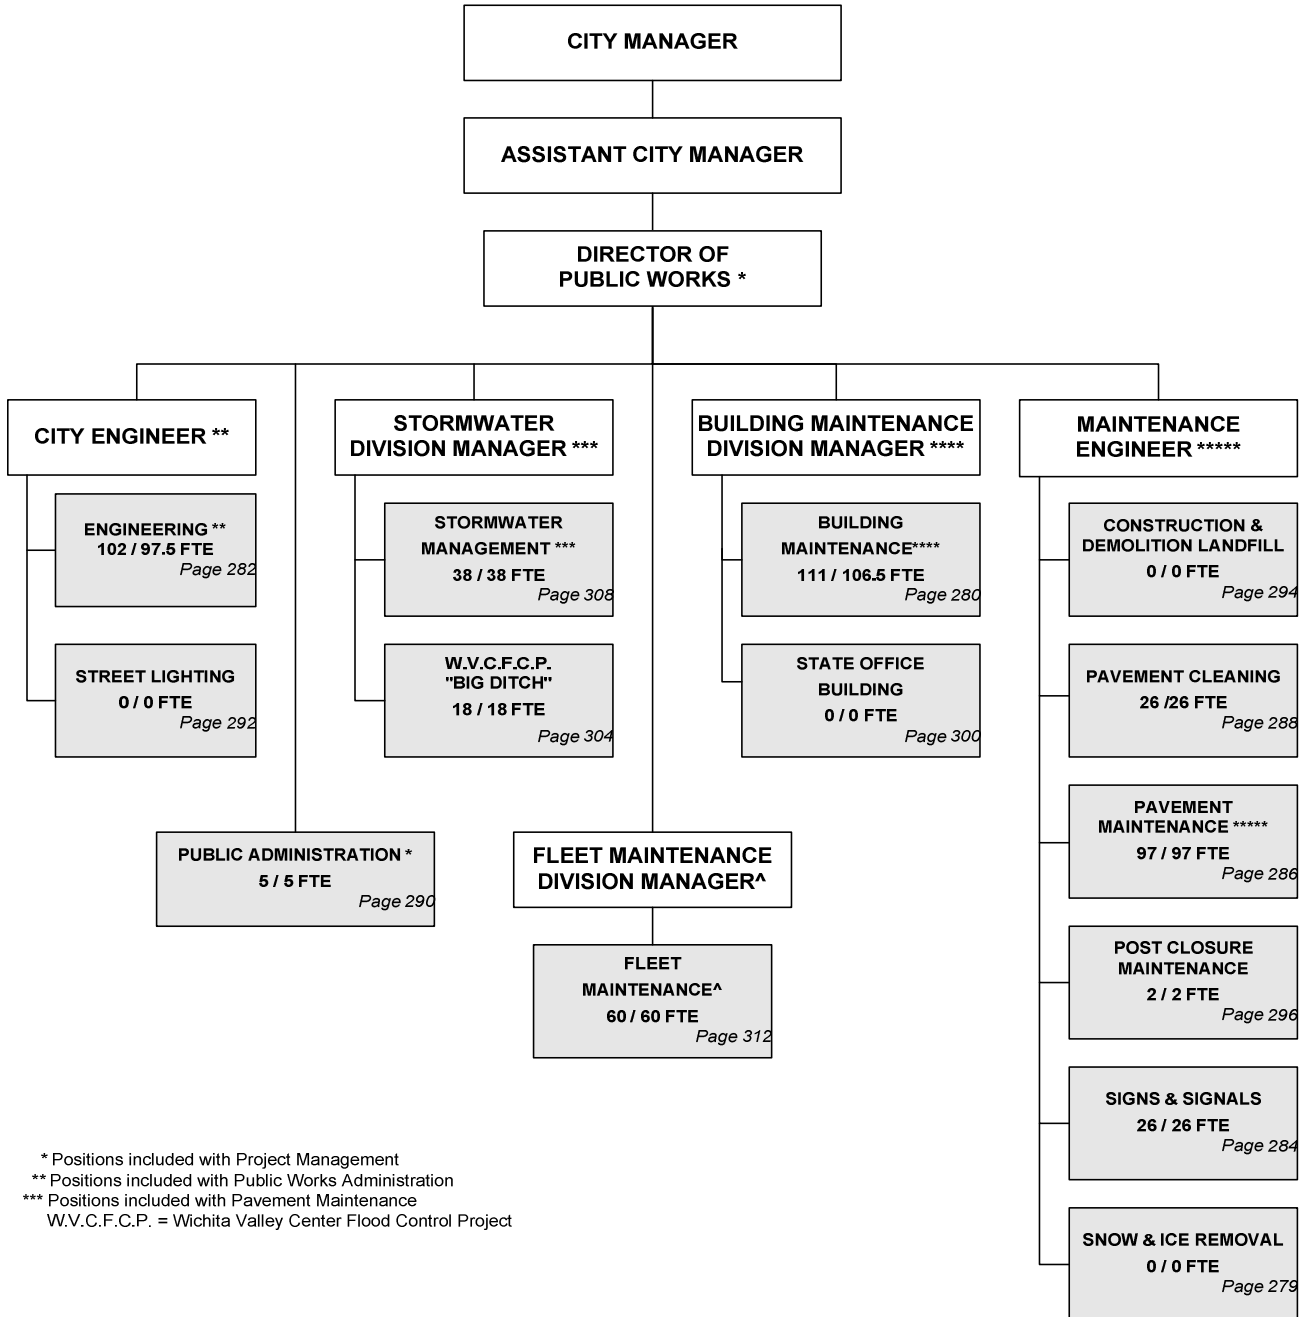 CITY MANAGER
ASSISTANT CITY MANAGER
DIRECTOR OF
PUBLIC WORKS *
CITY ENGINEER **
ENGINEERING **
102 / 97.5 FTE
Page 282
STREET LIGHTING
0 / 0 FTE
Page 292
PUBLIC ADMINISTRATION *
5 / 5 FTE
Page 290
STORMWATER
DIVISION MANAGER ***
STORMWATER
MANAGEMENT ***
38 / 38 FTE
Page 308
W.V.C.F.C.P.
"BIG DITCH"
18 / 18 FTE
Page 304
FLEET MAINTENANCE
DIVISION MANAGER^
FLEET
MAINTENANCE^
60 / 60 FTE
Page 312
BUILDING MAINTENANCE
DIVISION MANAGER ****
BUILDING
MAINTENANCE****
111 / 106.5 FTE
Page 280
STATE OFFICE
BUILDING
0 / 0 FTE
Page 300
MAINTENANCE
ENGINEER *****
CONSTRUCTION &
DEMOLITION LANDFILL
0 / 0 FTE
Page 294
PAVEMENT CLEANING
26 /26 FTE
Page 288
PAVEMENT
MAINTENANCE *****
97 / 97 FTE
Page 286
POST CLOSURE
MAINTENANCE
2 / 2 FTE
Page 296
SIGNS & SIGNALS
26 / 26 FTE
Page 284
SNOW & ICE REMOVAL
0 / 0 FTE
Page 279
* Positions included with Project Management
** Positions included with Public Works Administration
*** Positions included with Pavement Maintenance
W.V.C.F.C.P. = Wichita Valley Center Flood Control Project